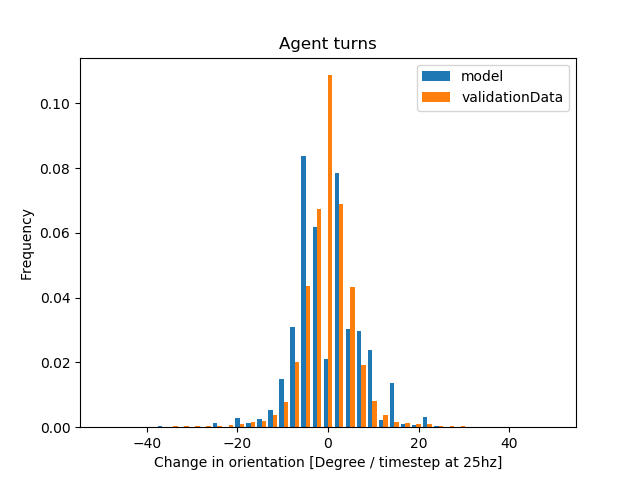 Agent turns
model
validationData
0.10
0.08
0.06
0.04
0.02
0.00
Frequency
−40
−20
0
20
40
Change in orientation [Degree / timestep at 25hz]